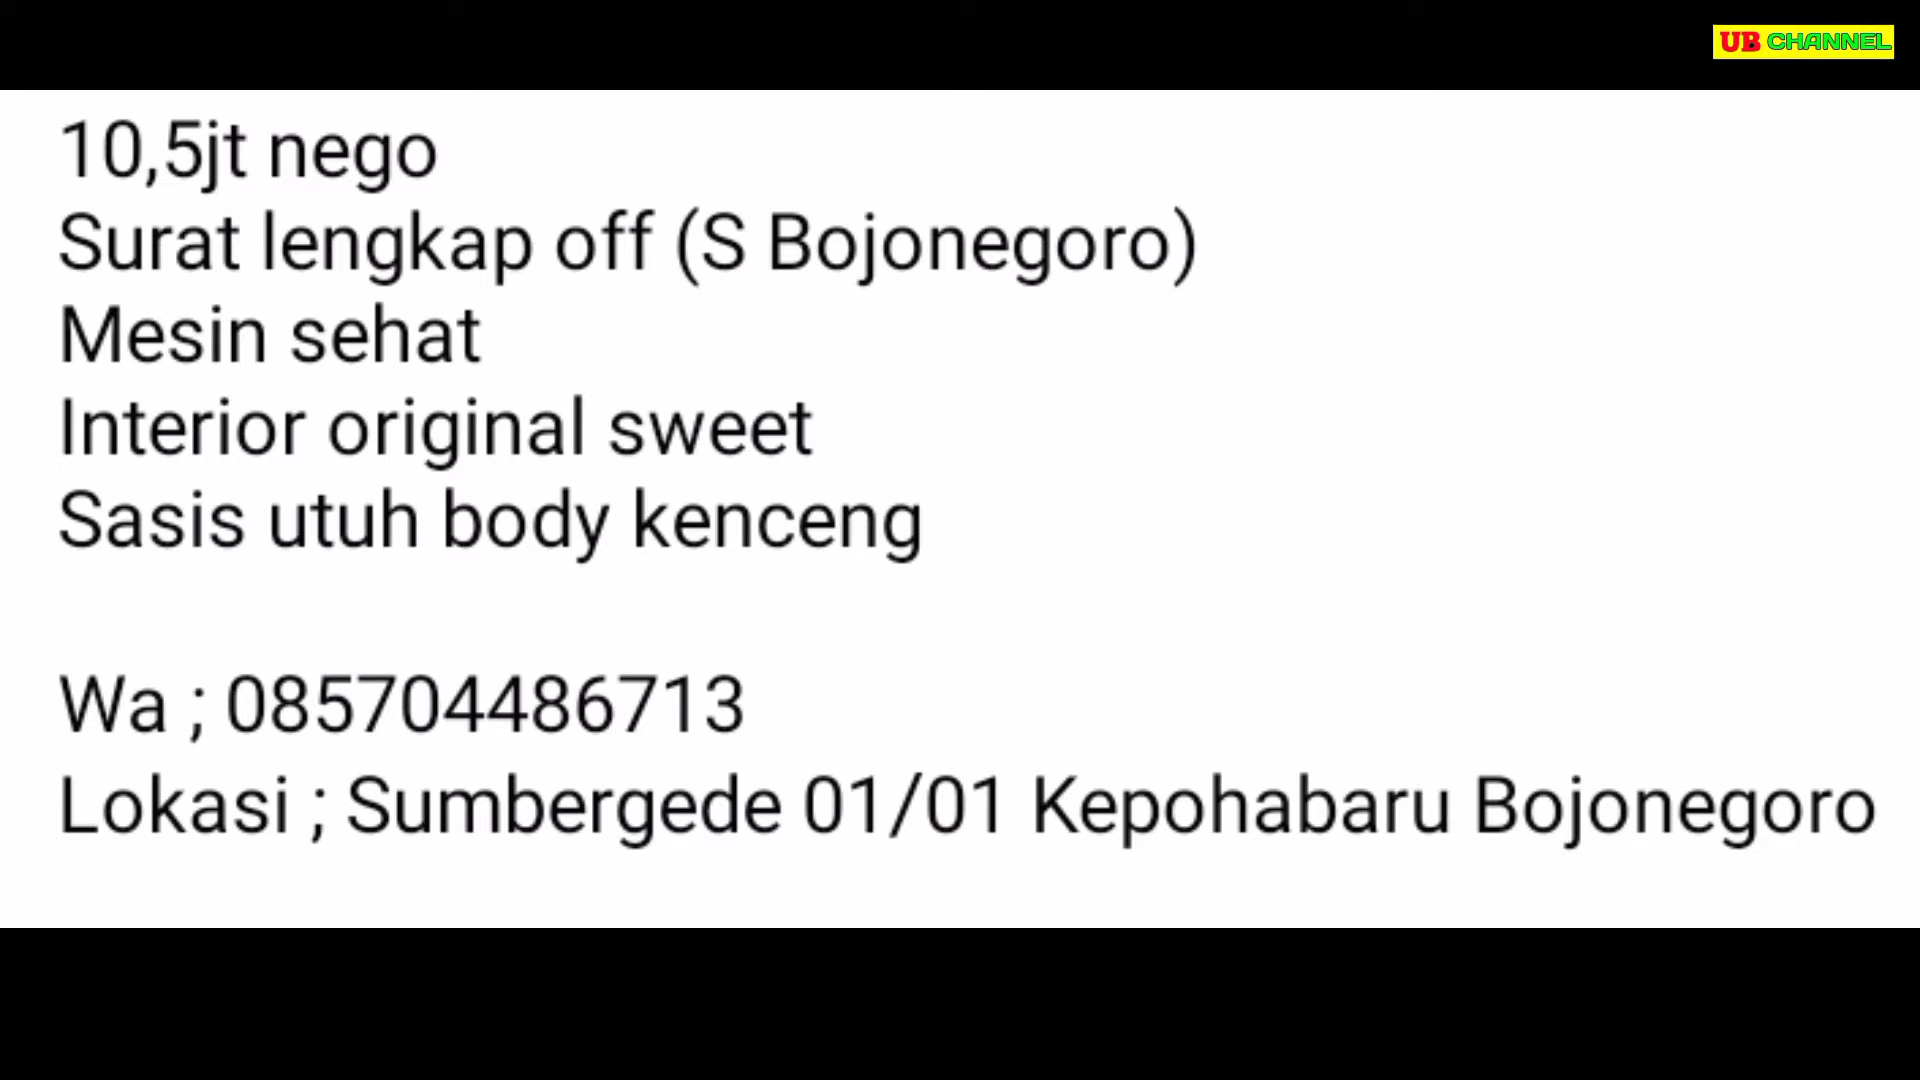 UB CHANNEL
10,5jt nego
Surat lengkap off (S Bojonegoro)
Mesin sehat
Interior original sweet
Sasis utuh body kenceng
Wa ; 085704486713
Lokasi ; Sumbergede 01/01 Kepohabaru Bojonegoro